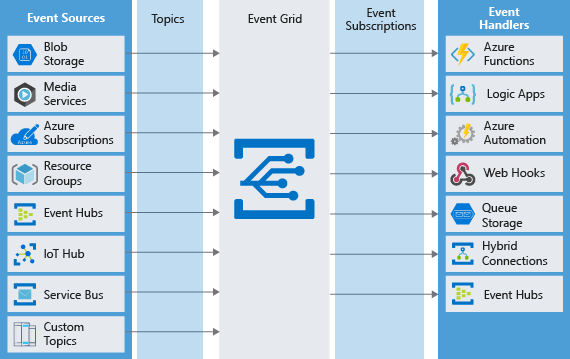 Event Sources
Topics
Event Grid
Event
Subscriptions
Event
Handlers
Blob
Storage
Media
Services
Azure
Subscriptions
Resource
Groups
Event Hubs
IoT Hub
Service Bus
Custom
Topics
Azure
Functions
Logic Apps
Azure
Automation
Web Hooks
Queue
Storage
Hybrid
Connections
Event Hubs